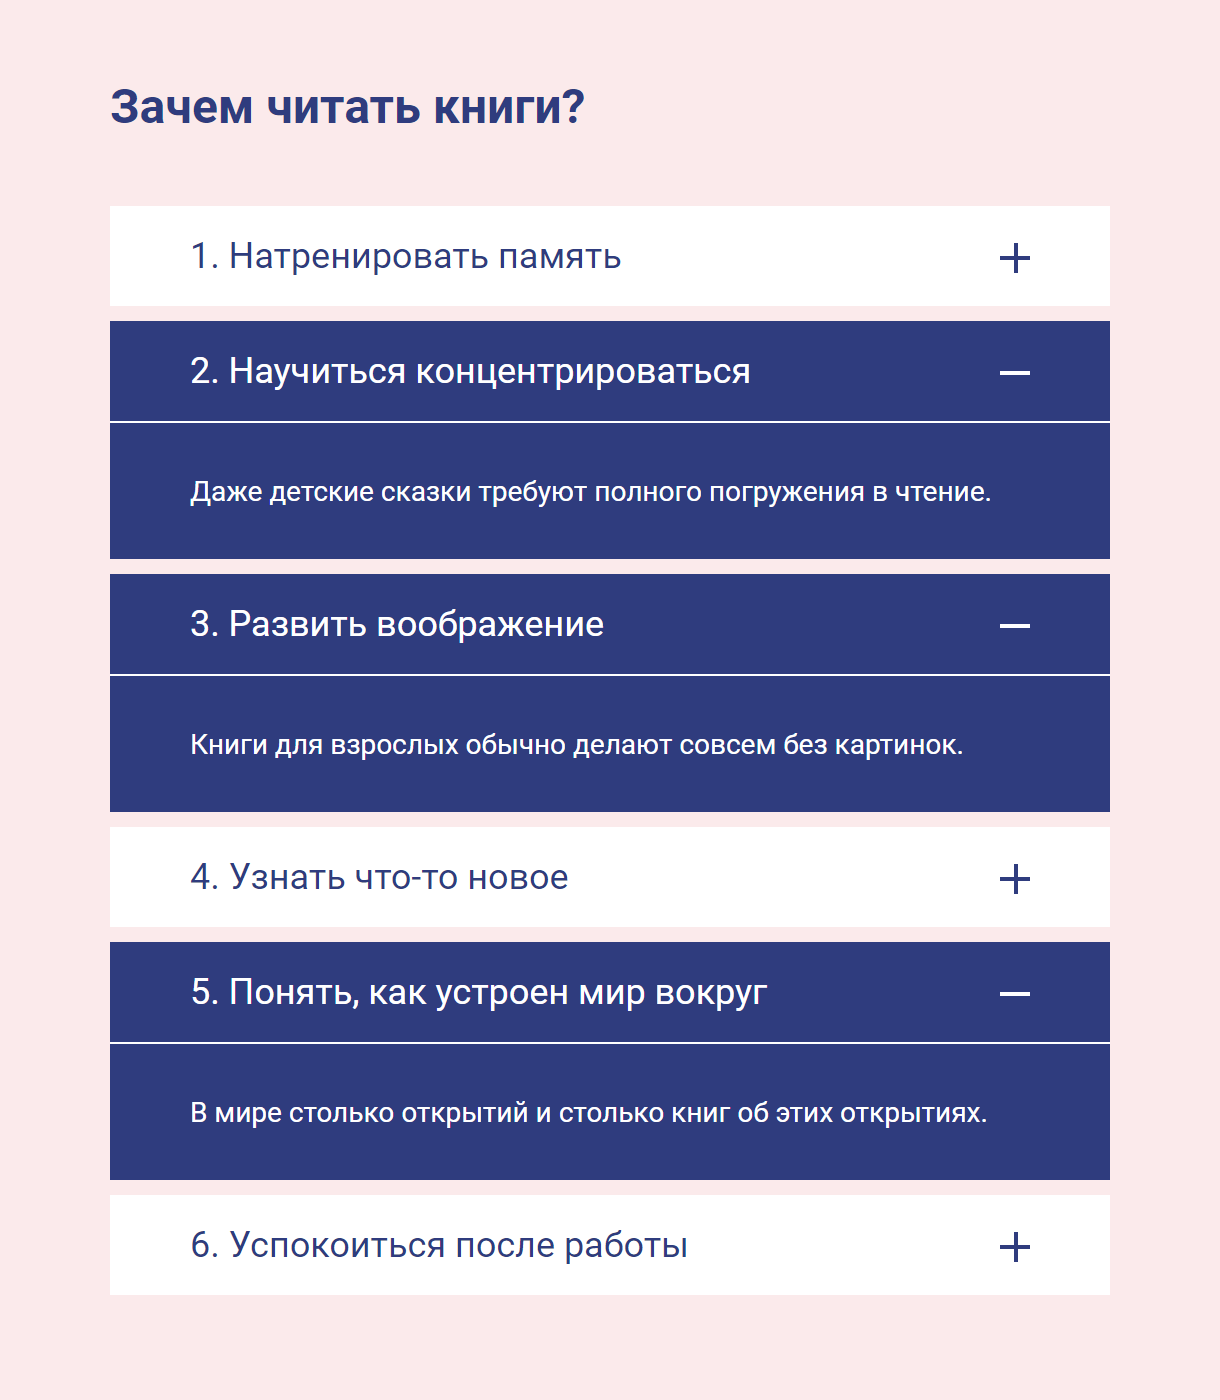 Зачем читать книги?
1. Натренировать память
2. Научиться концентрироваться
Даже детские сказки требуют полного погружения в чтение.
3. Развить воображение
Книги для взрослых обычно делают совсем без картинок.
4. Узнать что-то новое
5. Понять, как устроен мир вокруг
В мире столько открытий и столько книг об этих открытиях.
6. Успокоиться после работы